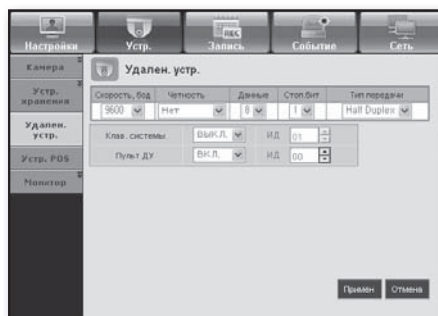 Настройки Устр. Запись Событие Сеть
REC
Камера
Устр. хранения
Удален. устр.
Устр. POS
Монитор
Удален. устр.
Скорость, бод Четность Данные Стоп.бит Тип передачи
9600 Нет 8 1 Half Duplex
Клав. системы ВЫКЛ. ИД 01
Пульт ДУ ВКЛ. ИД 00
Примен Отмена